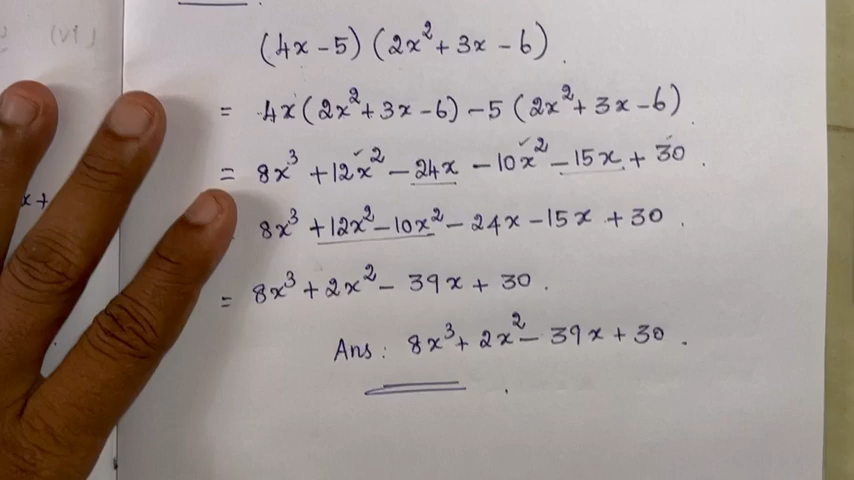 (vi)
(4x - 5) (2x² + 3x - 6).
= 4x (2x² + 3x - 6) - 5 (2x² + 3x - 6).
x +
= 8x³ + 12x² - 24x - 10x² - 15x + 30.
8x³ + 12x² - 10x² - 24x - 15x + 30.
= 8x³ + 2x² - 39x + 30.
Ans: 8x³ + 2x² - 39x + 30.